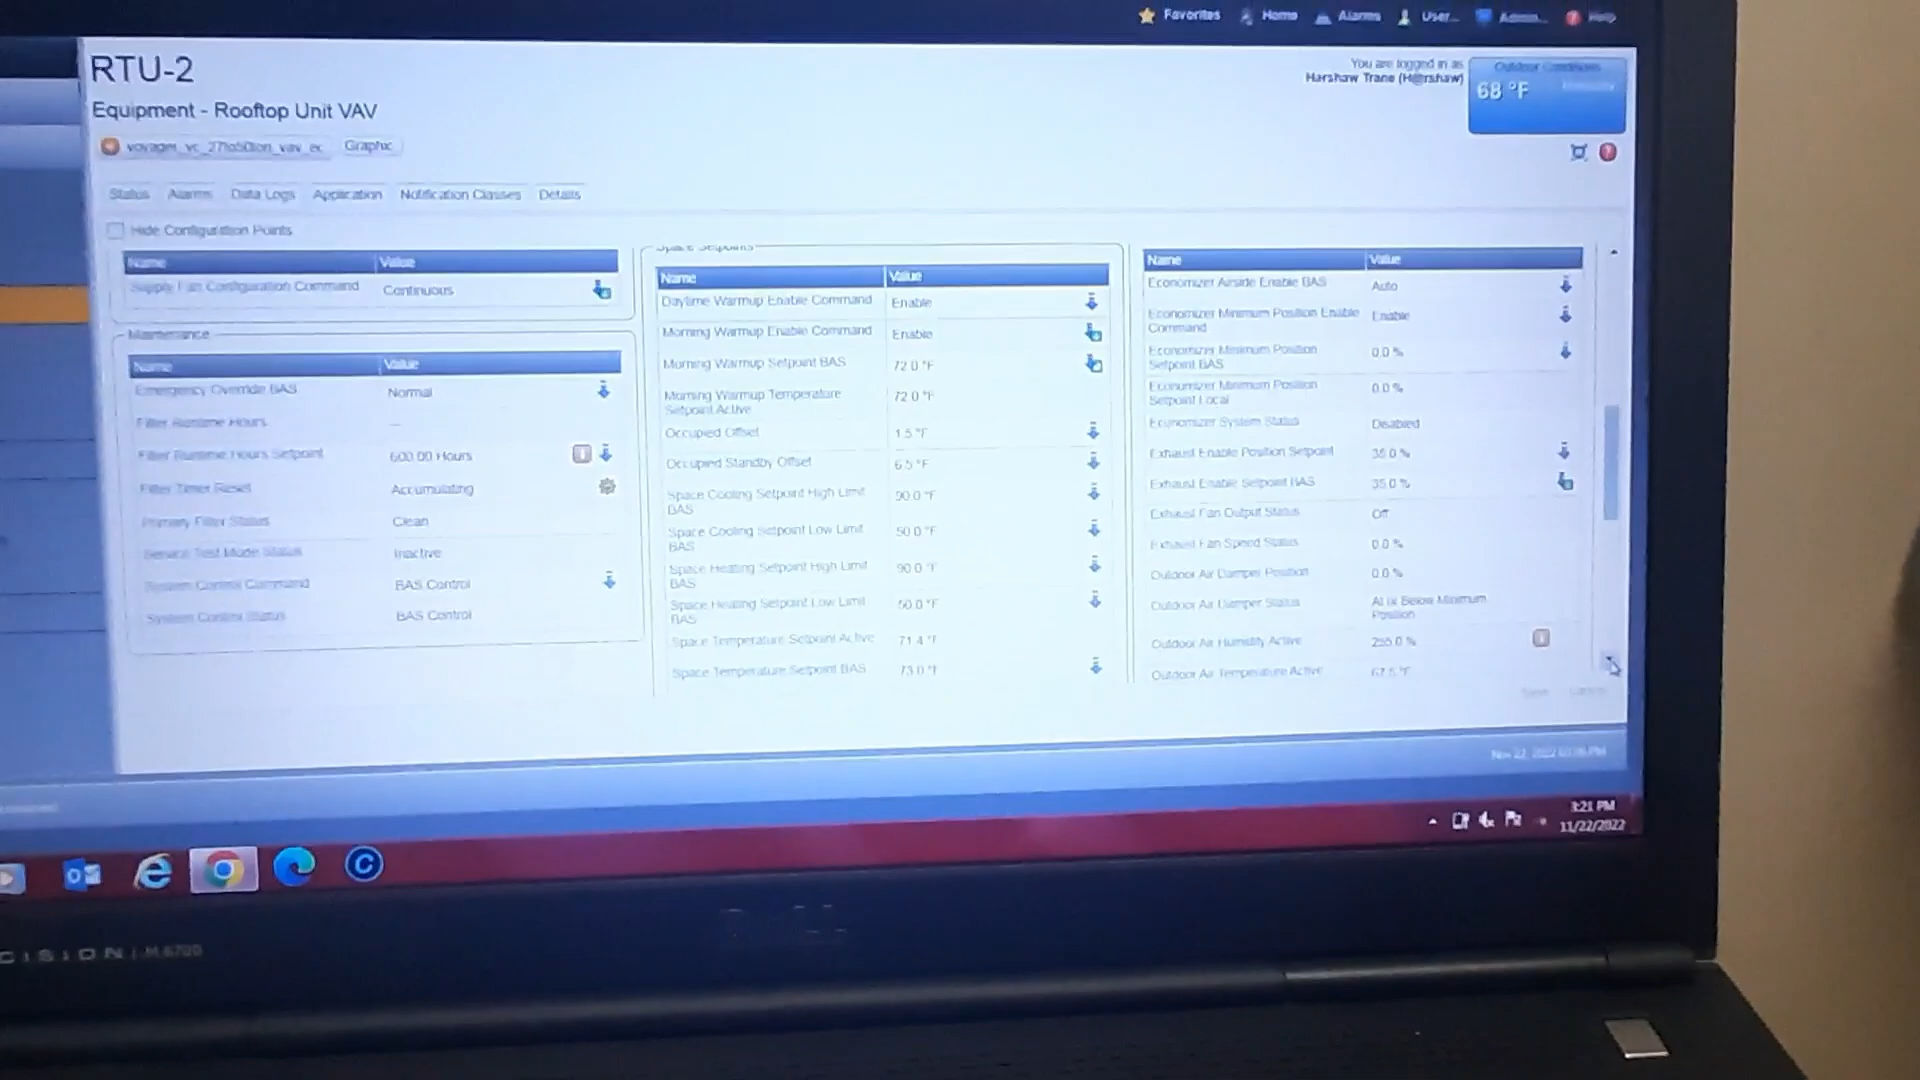 Favorites Home Alarms User... Admin... Help
RTU-2
Equipment - Rooftop Unit VAV
You are logged in as
Harshaw Trane (H@rshaw)
Outdoor Conditions
68 °F
Graphic
Status Alarms Data Logs Application Notification Classes Details
Hide Configuration Points
Name Value
Supply Fan Configuration Command Continuous
Maintenance
Name Value
Emergency Override BAS Normal
Filter Runtime Hours ---
Filter Runtime Hours Setpoint 600.00 Hours
Filter Timer Reset Accumulating
Primary Filter Status Clean
Service Test Mode Status Inactive
System Control Command BAS Control
System Control Status BAS Control
Space Setpoints
Name Value
Daytime Warmup Enable Command Enable
Morning Warmup Enable Command Enable
Morning Warmup Setpoint BAS 72.0 °F
Morning Warmup Temperature
Setpoint Active 72.0 °F
Occupied Offset 1.5 °F
Occupied Standby Offset 6.5 °F
Space Cooling Setpoint High Limit
BAS 90.0 °F
Space Cooling Setpoint Low Limit
BAS 50.0 °F
Space Heating Setpoint High Limit
BAS 90.0 °F
Space Heating Setpoint Low Limit
BAS 50.0 °F
Space Temperature Setpoint Active 71.4 °F
Space Temperature Setpoint BAS 73.0 °F
Name Value
Economizer Airside Enable BAS Auto
Economizer Minimum Position Enable
Command Enable
Economizer Minimum Position
Setpoint BAS 0.0 %
Economizer Minimum Position
Setpoint Local 0.0 %
Economizer System Status Disabled
Exhaust Enable Position Setpoint 35.0 %
Exhaust Enable Setpoint BAS 35.0 %
Exhaust Fan Output Status Off
Exhaust Fan Speed Status 0.0 %
Outdoor Air Damper Position 0.0 %
Outdoor Air Damper Status At or Below Minimum
Position
Outdoor Air Humidity Active 255.0 %
Outdoor Air Temperature Active 67.5 °F
Save Cancel
Nov 22, 2022
3:21 PM
11/22/2022
DELL
CISION M6700